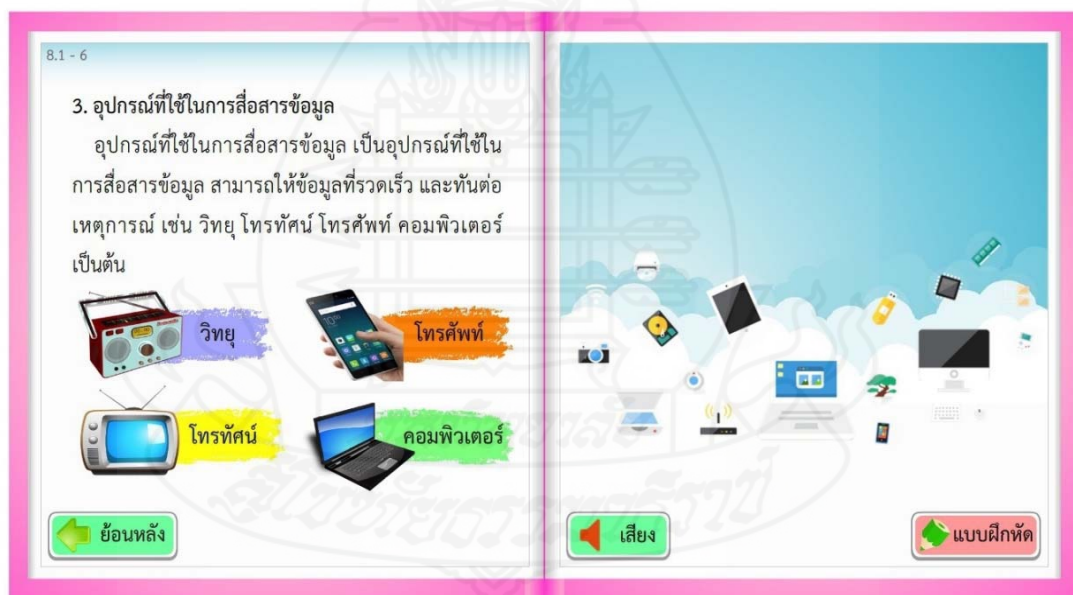 8.1 - 6
3. อุปกรณ์ที่ใช้ในการสื่อสารข้อมูล
อุปกรณ์ที่ใช้ในการสื่อสารข้อมูล เป็นอุปกรณ์ที่ใช้ใน
การสื่อสารข้อมูล สามารถให้ข้อมูลที่รวดเร็ว และทันต่อ
เหตุการณ์ เช่น วิทยุ โทรทัศน์ โทรศัพท์ คอมพิวเตอร์
เป็นต้น
วิทยุ
โทรศัพท์
โทรทัศน์
คอมพิวเตอร์
ย้อนหลัง
เสียง
แบบฝึกหัด